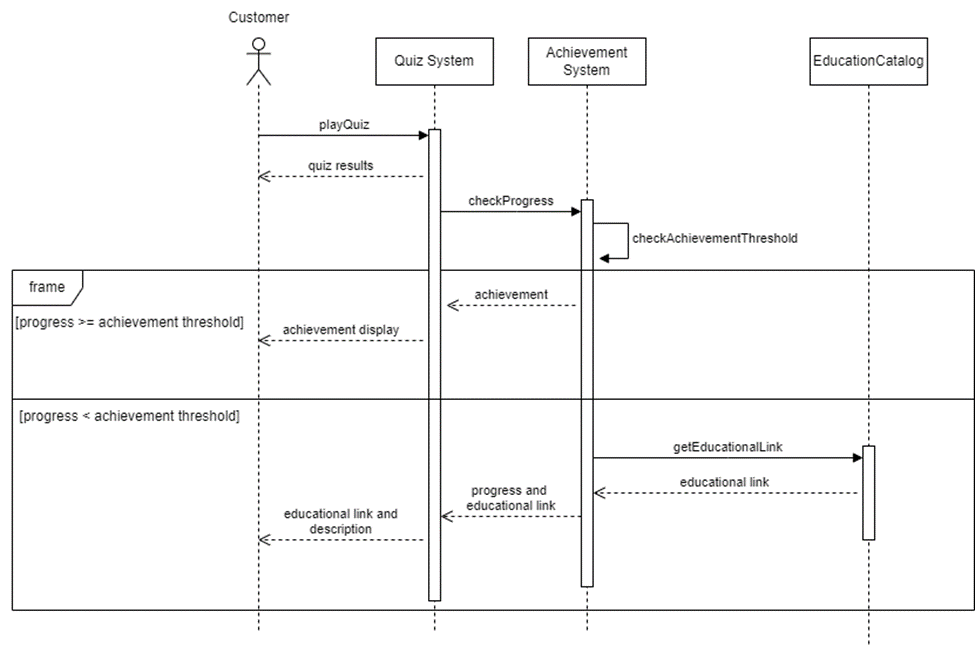 Customer
Quiz System
Achievement
System
EducationCatalog
playQuiz
quiz results
checkProgress
checkAchievementThreshold
frame
achievement
[progress >= achievement threshold]
achievement display
[progress < achievement threshold]
getEducationalLink
educational link
progress and
educational link
educational link and
description